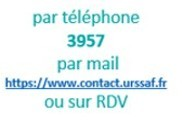 par téléphone
3957
par mail
https://www.contact.urssaf.fr
ou sur RDV